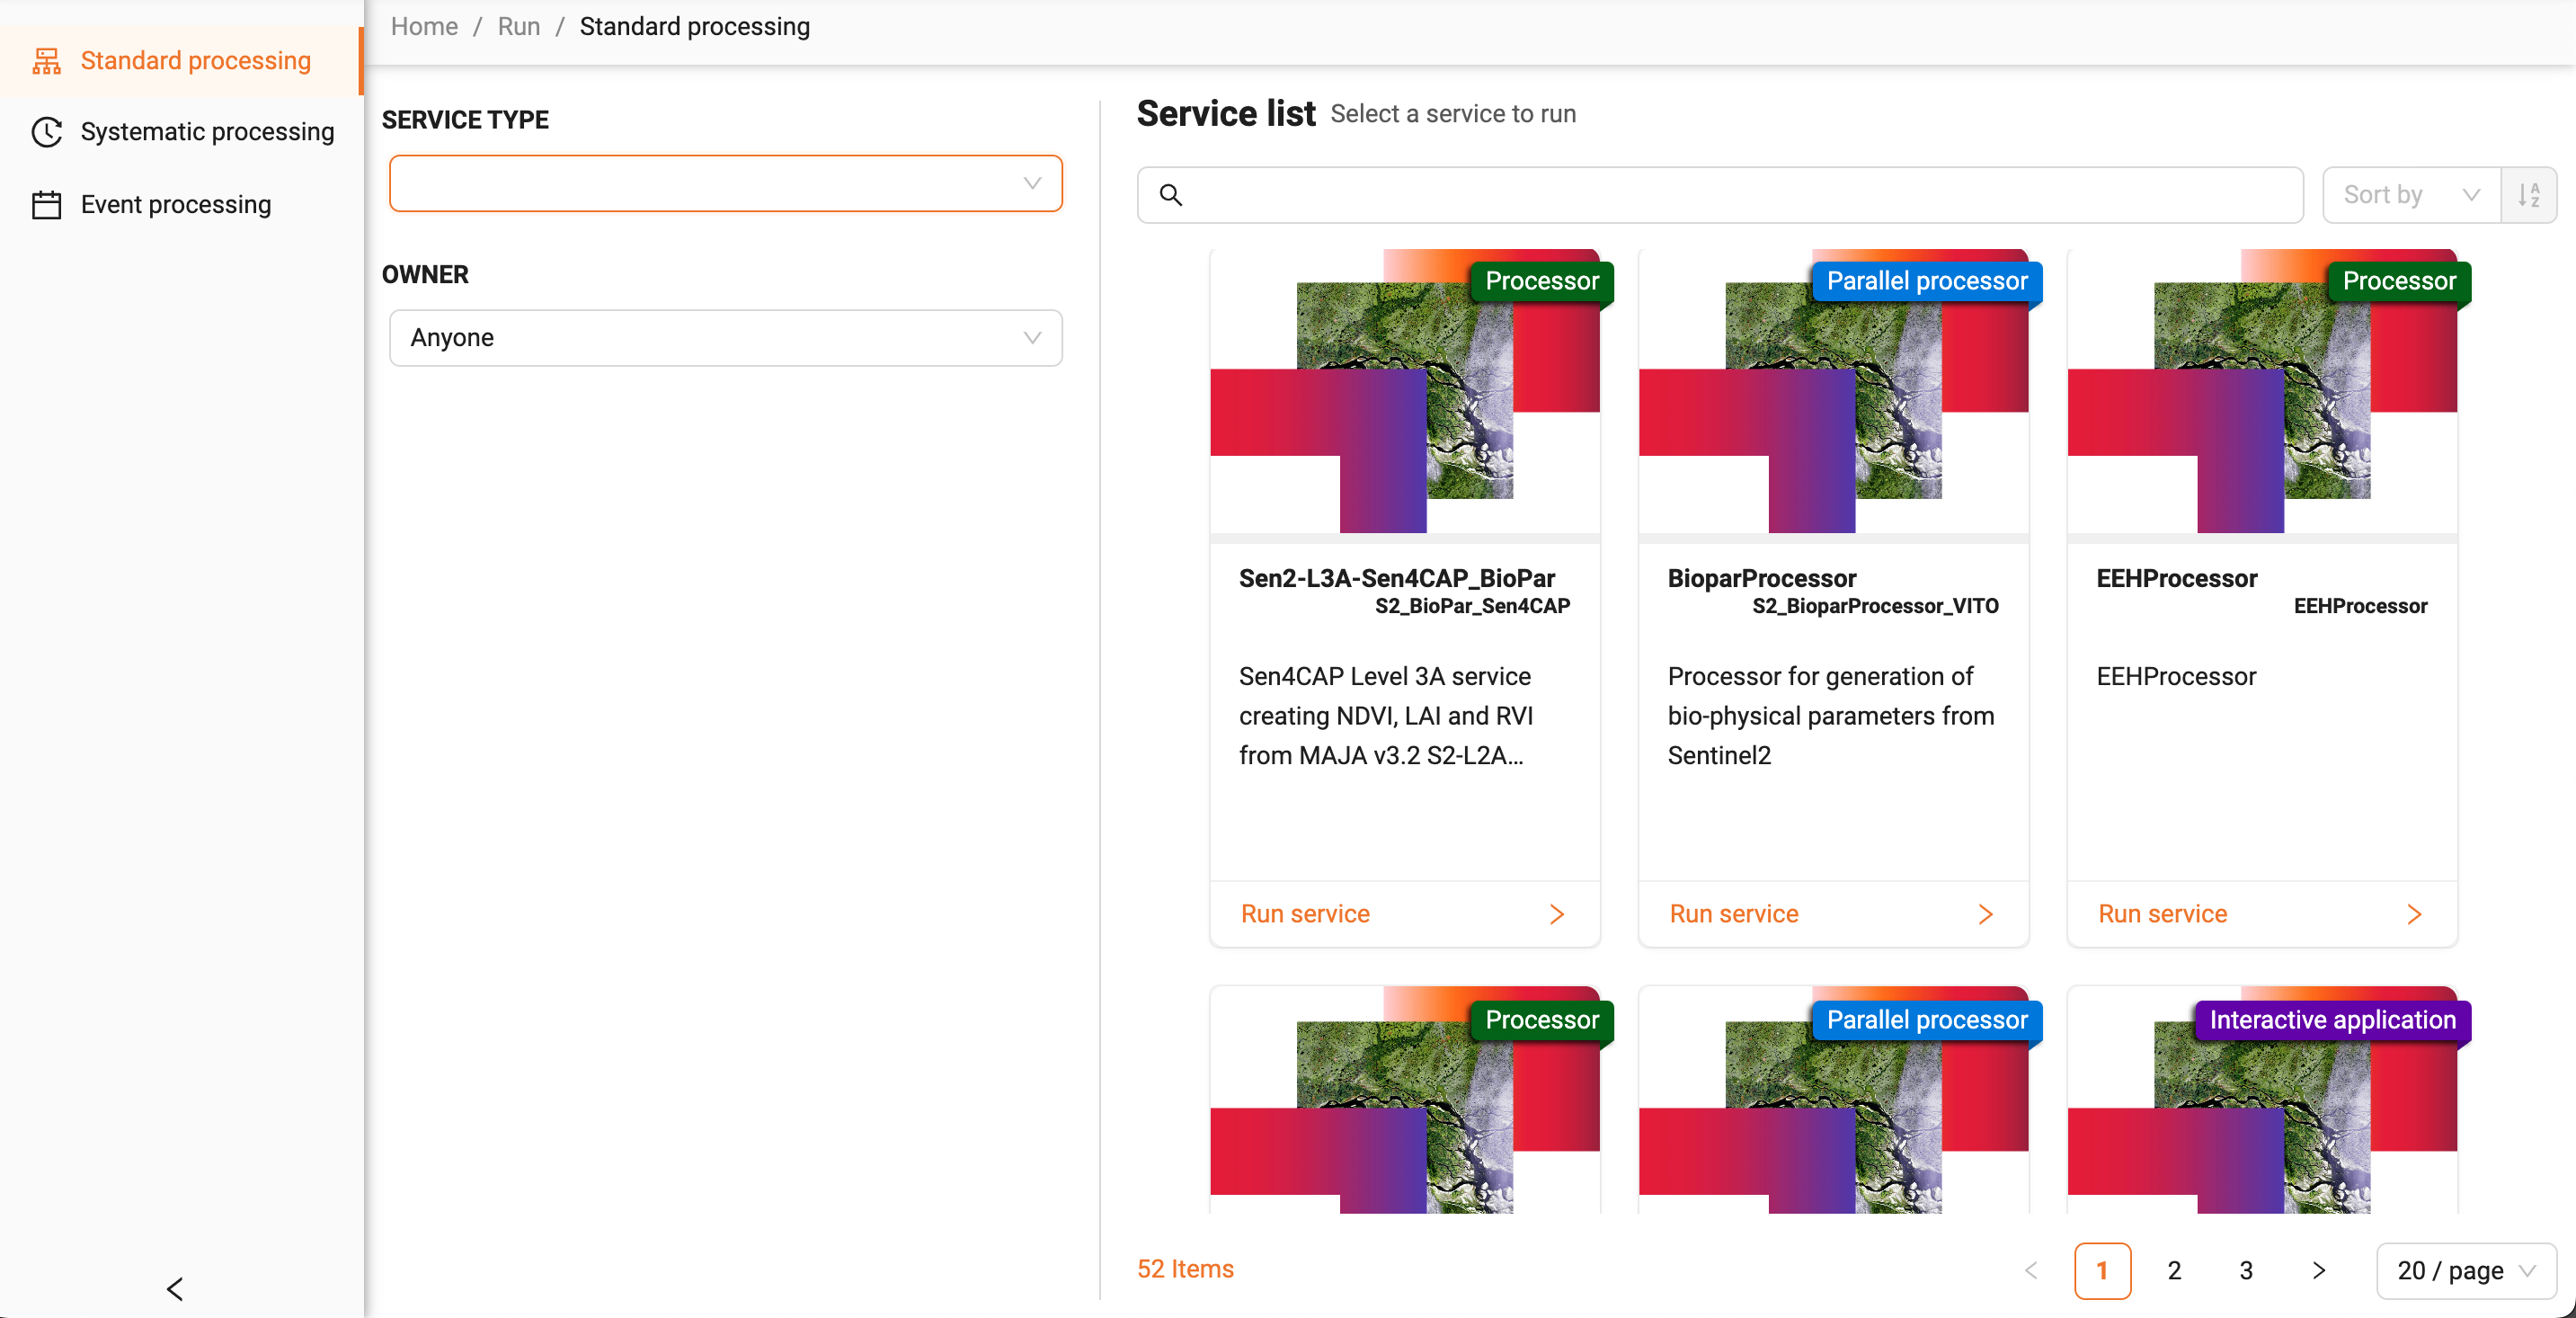 Home / Run / Standard processing
Standard processing
Systematic processing
Event processing
SERVICE TYPE
OWNER
Anyone
Service list Select a service to run
Sort by
Processor
Sen2-L3A-Sen4CAP_BioPar
S2_BioPar_Sen4CAP
Sen4CAP Level 3A service
creating NDVI, LAI and RVI
from MAJA v3.2 S2-L2A...
Run service
Parallel processor
BioparProcessor
S2_BioparProcessor_VITO
Processor for generation of
bio-physical parameters from
Sentinel2
Run service
Processor
EEHProcessor
EEHProcessor
EEHProcessor
Run service
Processor
Parallel processor
Interactive application
52 Items
1 2 3
20 / page